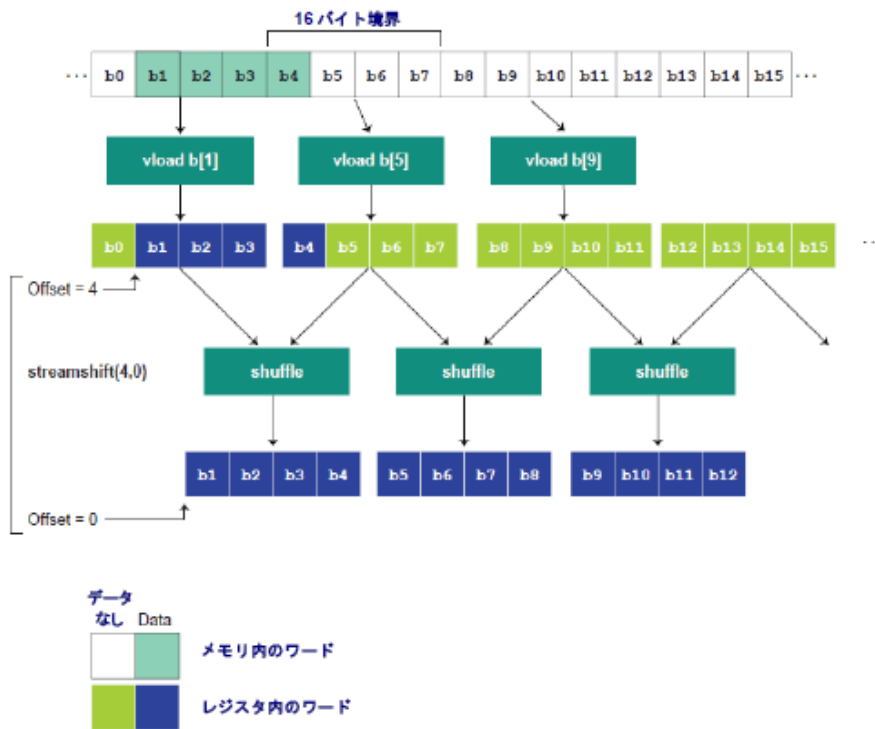 16 バイト境界
... b0 b1 b2 b3 b4 b5 b6 b7 b8 b9 b10 b11 b12 b13 b14 b15 ...
vload b[1] vload b[5] vload b[9]
b0 b1 b2 b3 b4 b5 b6 b7 b8 b9 b10 b11 b12 b13 b14 b15 ..
Offset = 4
streamshift(4,0)
shuffle shuffle shuffle
b1 b2 b3 b4 b5 b6 b7 b8 b9 b10 b11 b12
Offset = 0
データ
なし Data
メモリ内のワード
レジスタ内のワード